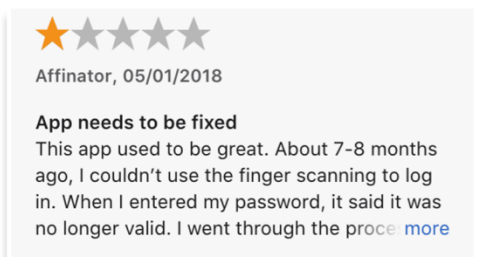 Affinator, 05/01/2018
App needs to be fixed
This app used to be great. About 7-8 months
ago, I couldn’t use the finger scanning to log
in. When I entered my password, it said it was
no longer valid. I went through the proce more